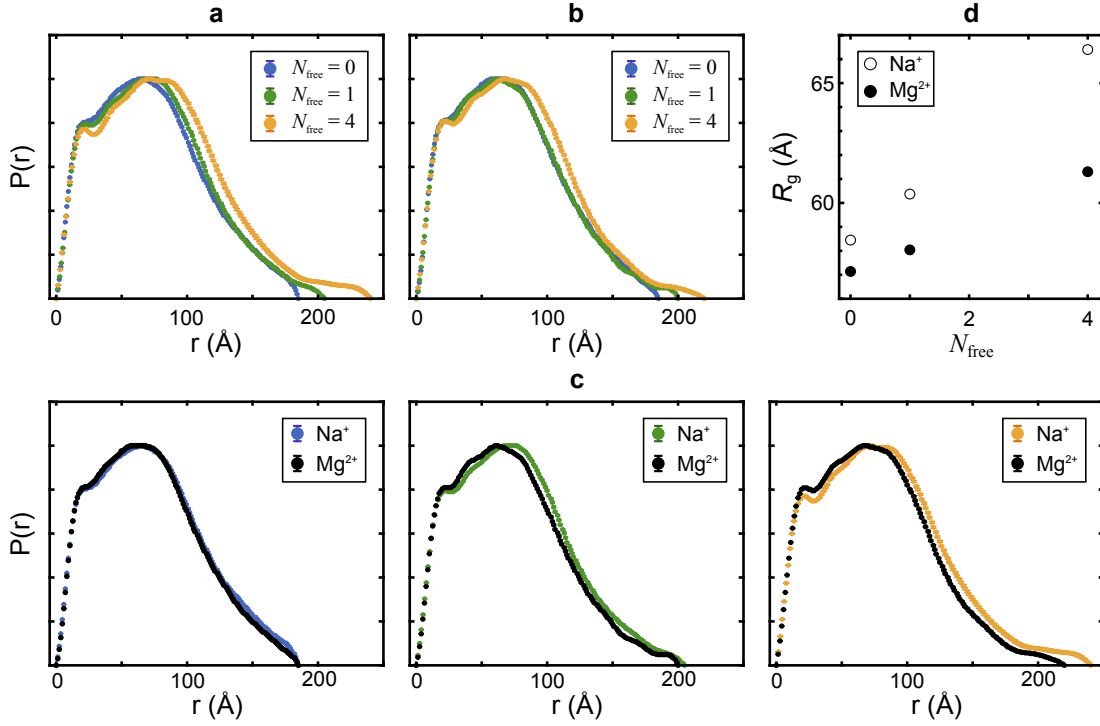 a
b
d
N_free = 0
N_free = 1
N_free = 4
P(r)
0
100
200
r (Å)
N_free = 0
N_free = 1
N_free = 4
0
100
200
r (Å)
Na⁺
Mg²⁺
65
60
R_g (Å)
0
2
4
N_free
c
Na⁺
Mg²⁺
P(r)
0
100
200
r (Å)
Na⁺
Mg²⁺
0
100
200
r (Å)
Na⁺
Mg²⁺
0
100
200
r (Å)